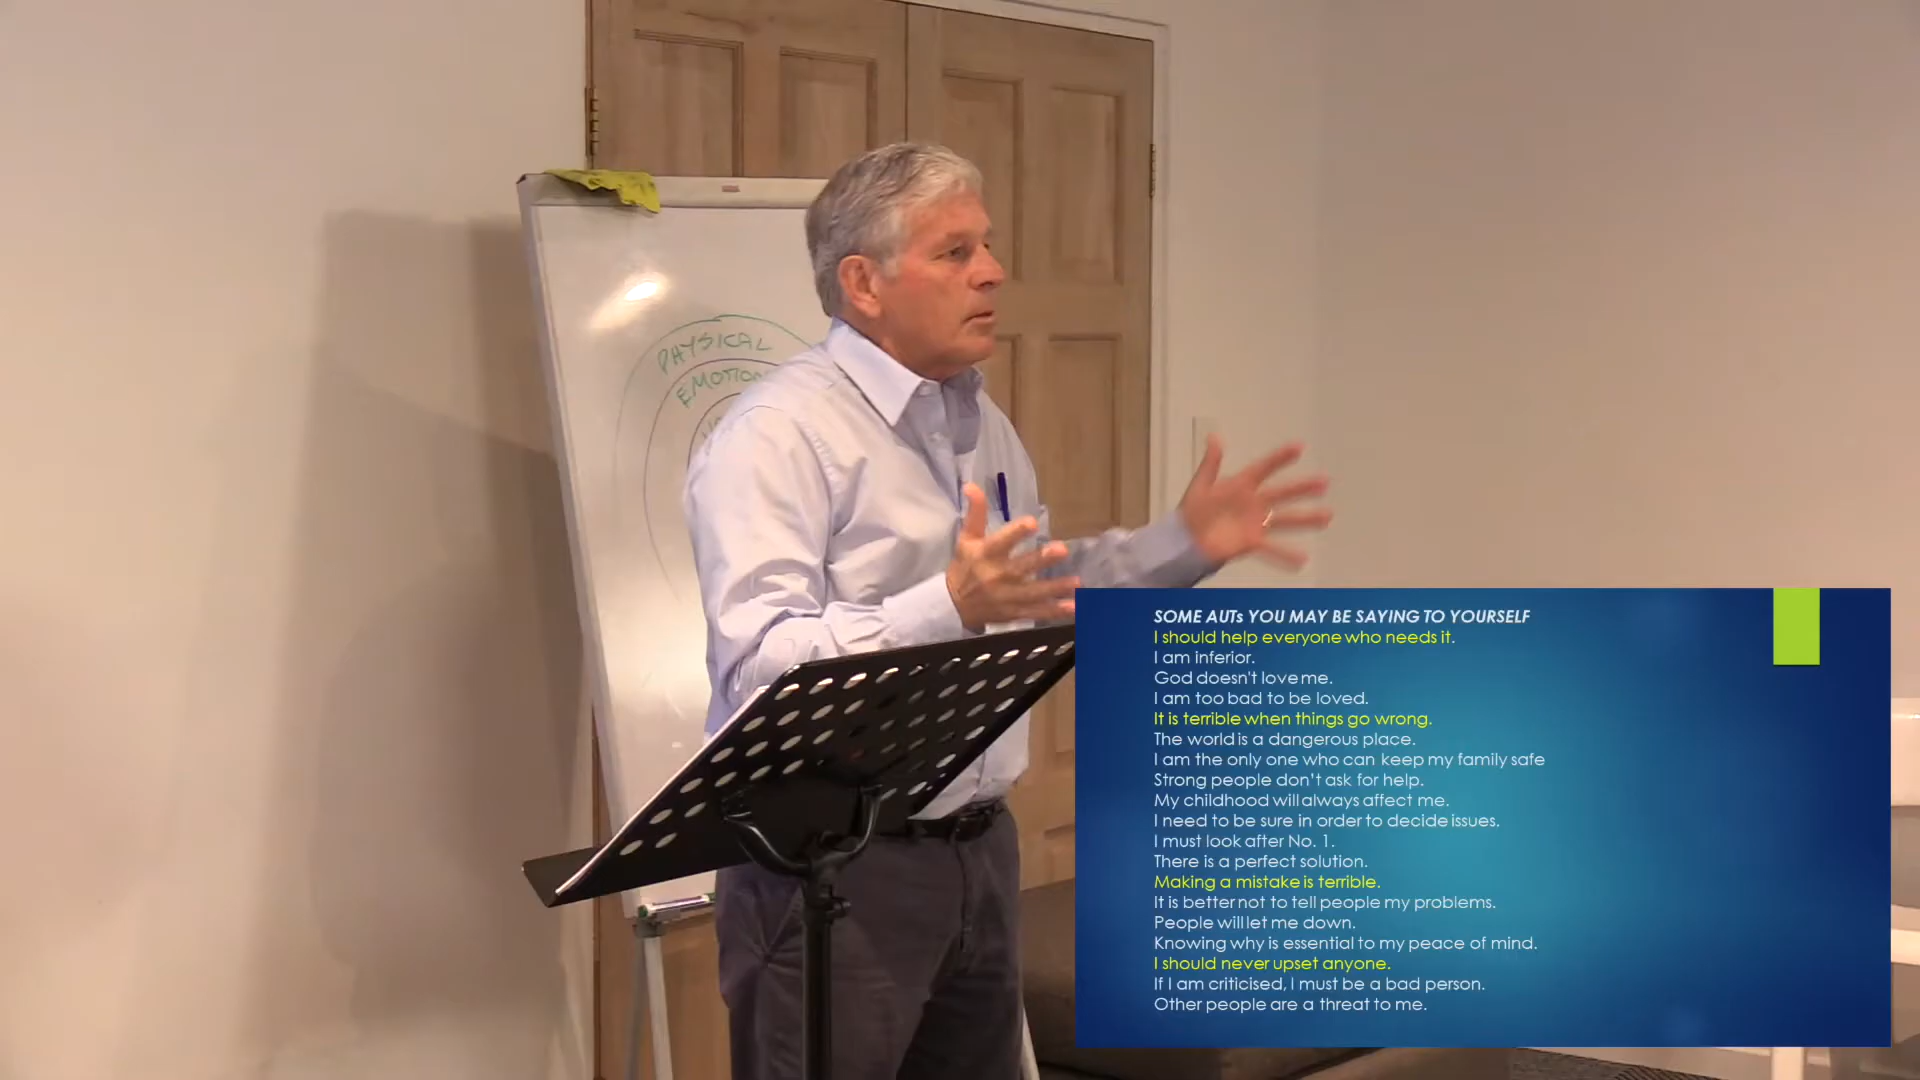 PHYSICAL
SOME AUTs YOU MAY BE SAYING TO YOURSELF
I should help everyone who needs it.
I am inferior.
God doesn't love me.
I am too bad to be loved.
It is terrible when things go wrong.
The world is a dangerous place.
I am the only one who can keep my family safe
Strong people don't ask for help.
My childhood will always affect me.
I need to be sure in order to decide issues.
I must look after No. 1.
There is a perfect solution.
Making a mistake is terrible.
It is better not to tell people my problems.
People will let me down.
Knowing why is essential to my peace of mind.
I should never upset anyone.
If I am criticised, I must be a bad person.
Other people are a threat to me.